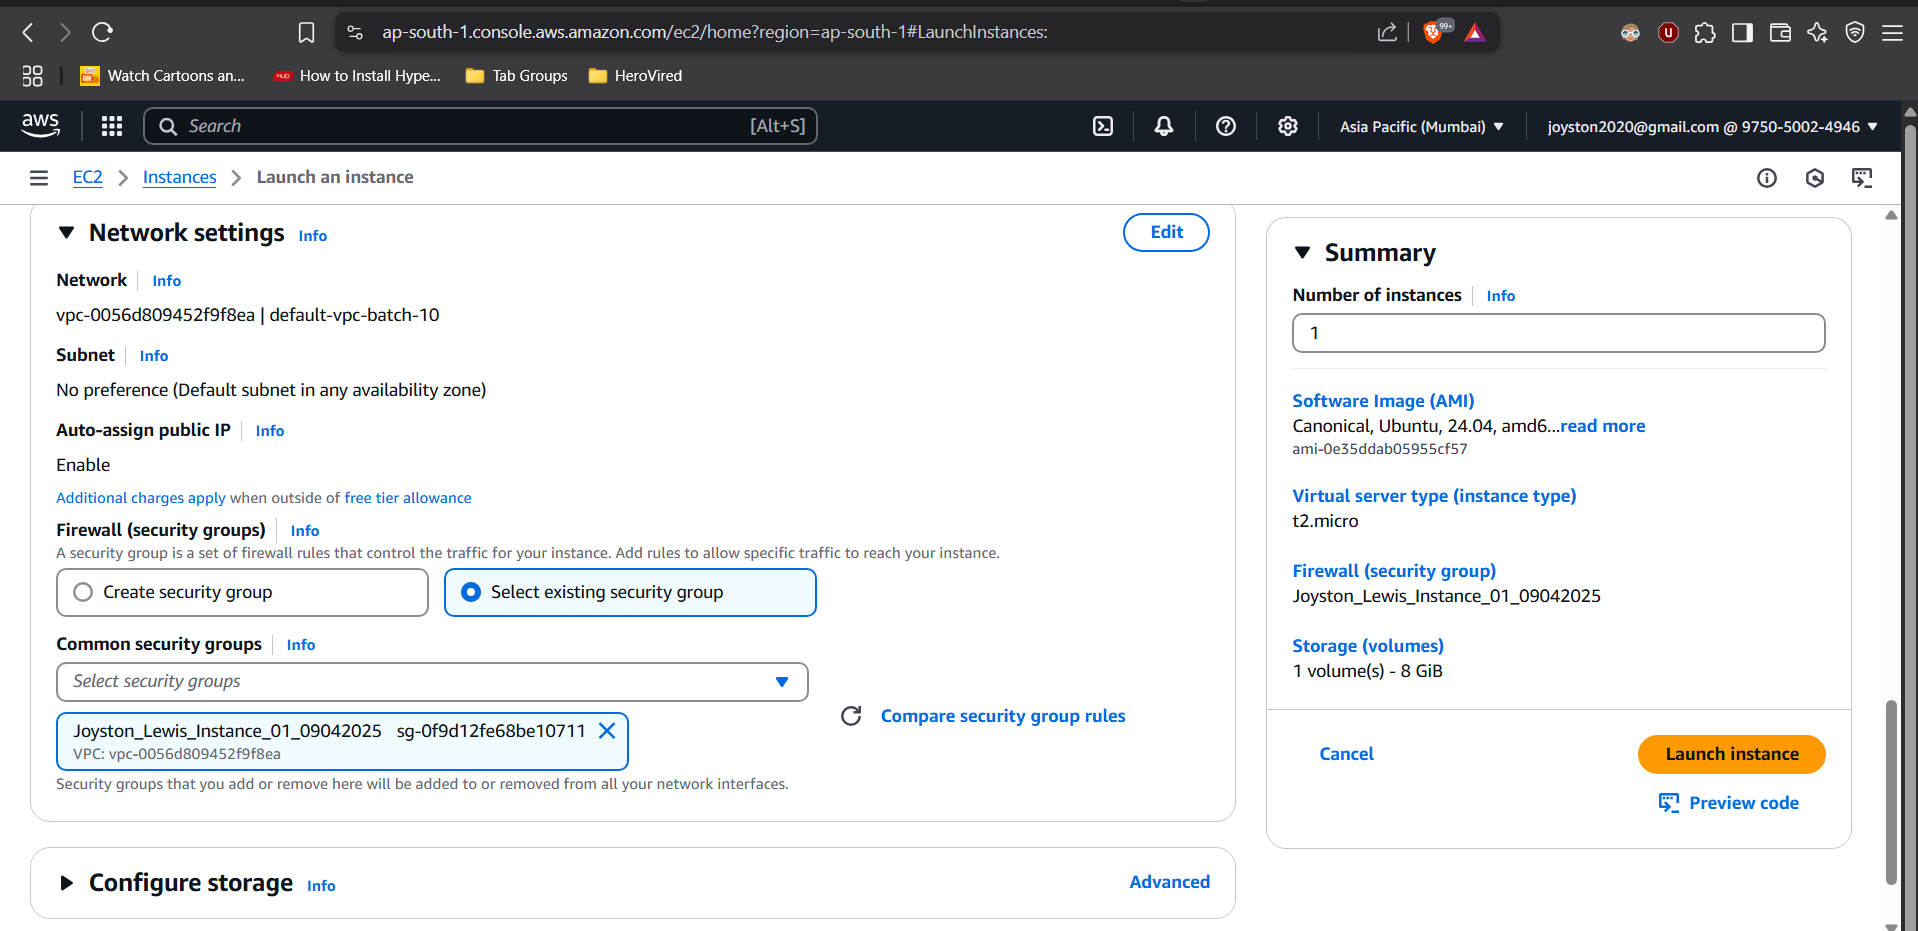 ap-south-1.console.aws.amazon.com/ec2/home?region=ap-south-1#LaunchInstances:
99+
U
Watch Cartoons an...
HUD
How to Install Hype...
Tab Groups
HeroVired
aws
Search
[Alt+S]
Asia Pacific (Mumbai)
joyston2020@gmail.com @ 9750-5002-4946
EC2
Instances
Launch an instance
Network settings Info
Edit
Network Info
vpc-0056d809452f9f8ea | default-vpc-batch-10
Subnet Info
No preference (Default subnet in any availability zone)
Auto-assign public IP Info
Enable
Additional charges apply when outside of free tier allowance
Firewall (security groups) Info
A security group is a set of firewall rules that control the traffic for your instance. Add rules to allow specific traffic to reach your instance.
Create security group
Select existing security group
Common security groups Info
Select security groups
Joyston_Lewis_Instance_01_09042025 sg-0f9d12fe68be10711
VPC: vpc-0056d809452f9f8ea
Compare security group rules
Security groups that you add or remove here will be added to or removed from all your network interfaces.
Configure storage Info
Advanced
Summary
Number of instances Info
1
Software Image (AMI)
Canonical, Ubuntu, 24.04, amd6...read more
ami-0e35ddab05955cf57
Virtual server type (instance type)
t2.micro
Firewall (security group)
Joyston_Lewis_Instance_01_09042025
Storage (volumes)
1 volume(s) - 8 GiB
Cancel
Launch instance
Preview code